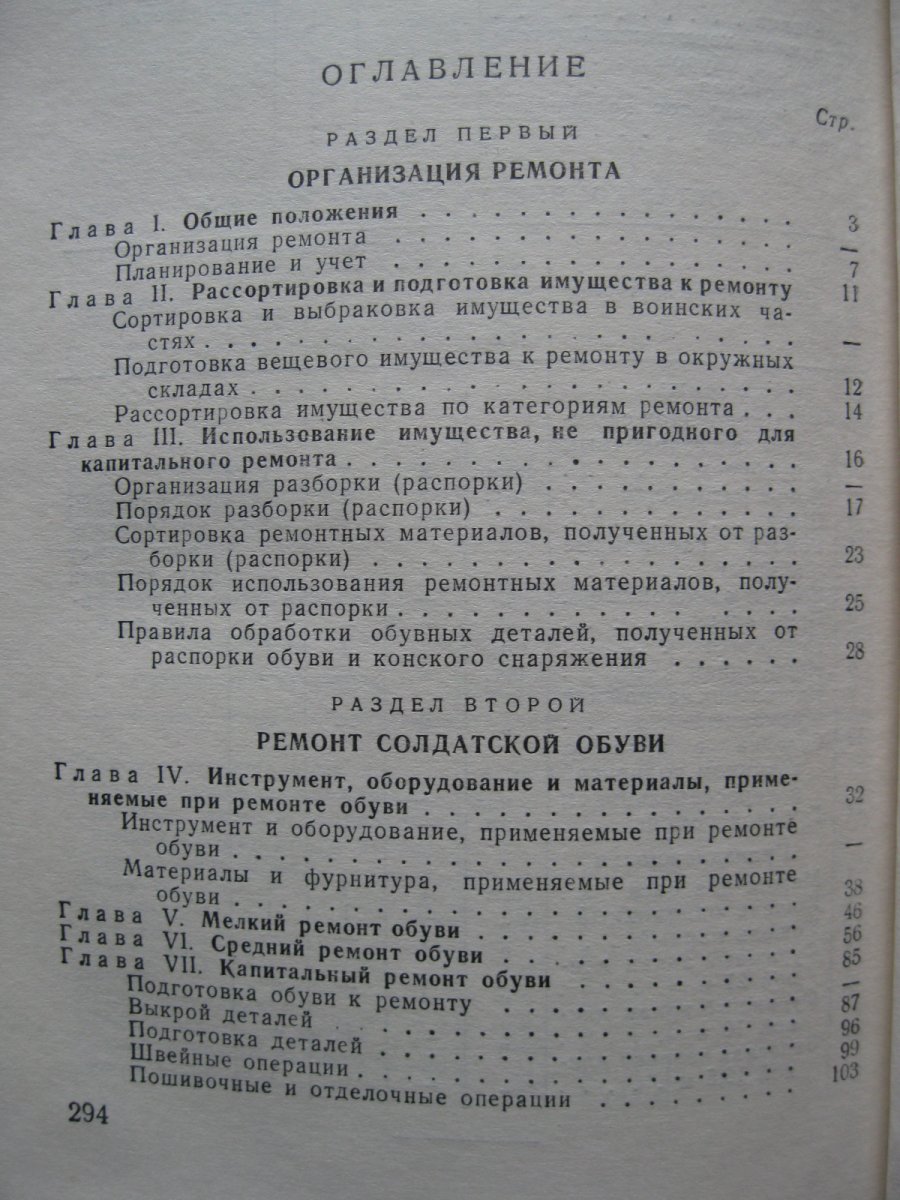 ОГЛАВЛЕНИЕ
Стр.
РАЗДЕЛ ПЕРВЫЙ
ОРГАНИЗАЦИЯ РЕМОНТА
Глава I. Общие положения . . . . . . . . . . . . . . . . 3
Организация ремонта . . . . . . . . . . . . . . . . . —
Планирование и учет . . . . . . . . . . . . . . . . . 7
Глава II. Рассортировка и подготовка имущества к ремонту 11
Сортировка и выбраковка имущества в воинских ча-
стях . . . . . . . . . . . . . . . . . . . . . . . —
Подготовка вещевого имущества к ремонту в окружных
складах . . . . . . . . . . . . . . . . . . . . . 12
Рассортировка имущества по категориям ремонта . . . 14
Глава III. Использование имущества, не пригодного для
капитального ремонта . . . . . . . . . . . . . . . . 16
Организация разборки (распорки) . . . . . . . . . . . —
Порядок разборки (распорки) . . . . . . . . . . . . . 17
Сортировка ремонтных материалов, полученных от раз-
борки (распорки) . . . . . . . . . . . . . . . . 23
Порядок использования ремонтных материалов, полу-
ченных от распорки . . . . . . . . . . . . . . . 25
Правила обработки обувных деталей, полученных от
распорки обуви и конского снаряжения . . . . . . 28
РАЗДЕЛ ВТОРОЙ
РЕМОНТ СОЛДАТСКОЙ ОБУВИ
Глава IV. Инструмент, оборудование и материалы, приме-
няемые при ремонте обуви . . . . . . . . . . . . . . 32
Инструмент и оборудование, применяемые при ремонте
обуви . . . . . . . . . . . . . . . . . . . . . . —
Материалы и фурнитура, применяемые при ремонте
обуви . . . . . . . . . . . . . . . . . . . . . . 38
Глава V. Мелкий ремонт обуви . . . . . . . . . . . . . 46
Глава VI. Средний ремонт обуви . . . . . . . . . . . . 56
Глава VII. Капитальный ремонт обуви . . . . . . . . . 85
Подготовка обуви к ремонту . . . . . . . . . . . . . —
Выкрой деталей . . . . . . . . . . . . . . . . . . . 87
Подготовка деталей . . . . . . . . . . . . . . . . . 96
Швейные операции . . . . . . . . . . . . . . . . . . 99
Пошивочные и отделочные операции . . . . . . . . . . 103
294